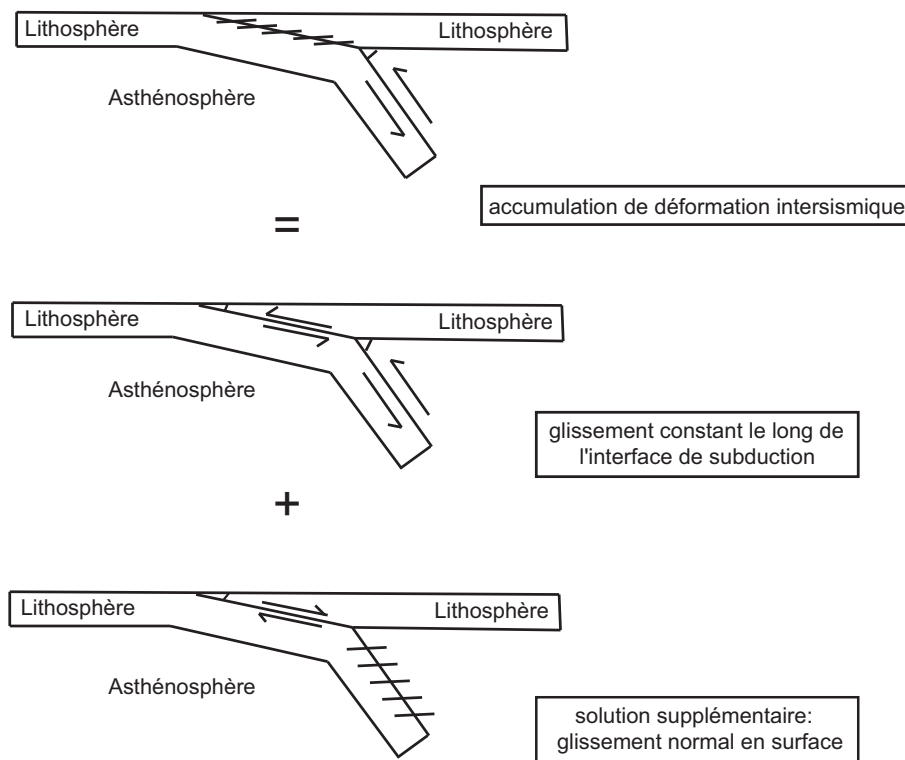 Lithosphère
Lithosphère
Asthénosphère
accumulation de déformation intersismique
=
Lithosphère
Lithosphère
Asthénosphère
glissement constant le long de
l'interface de subduction
+
Lithosphère
Lithosphère
Asthénosphère
solution supplémentaire:
glissement normal en surface